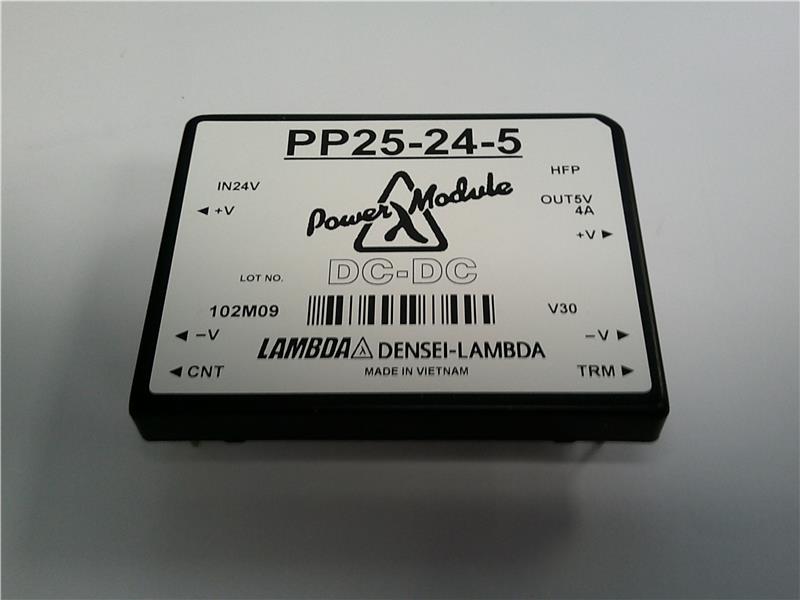 PP25-24-5
IN24V
◄ +V
Power λ Module
HFP
OUT5V
4A
+V ►
DC-DC
LOT NO.
102M09
V30
◄ –V
–V ►
LAMBDA λ DENSEI-LAMBDA
◄ CNT
MADE IN VIETNAM
TRM ►